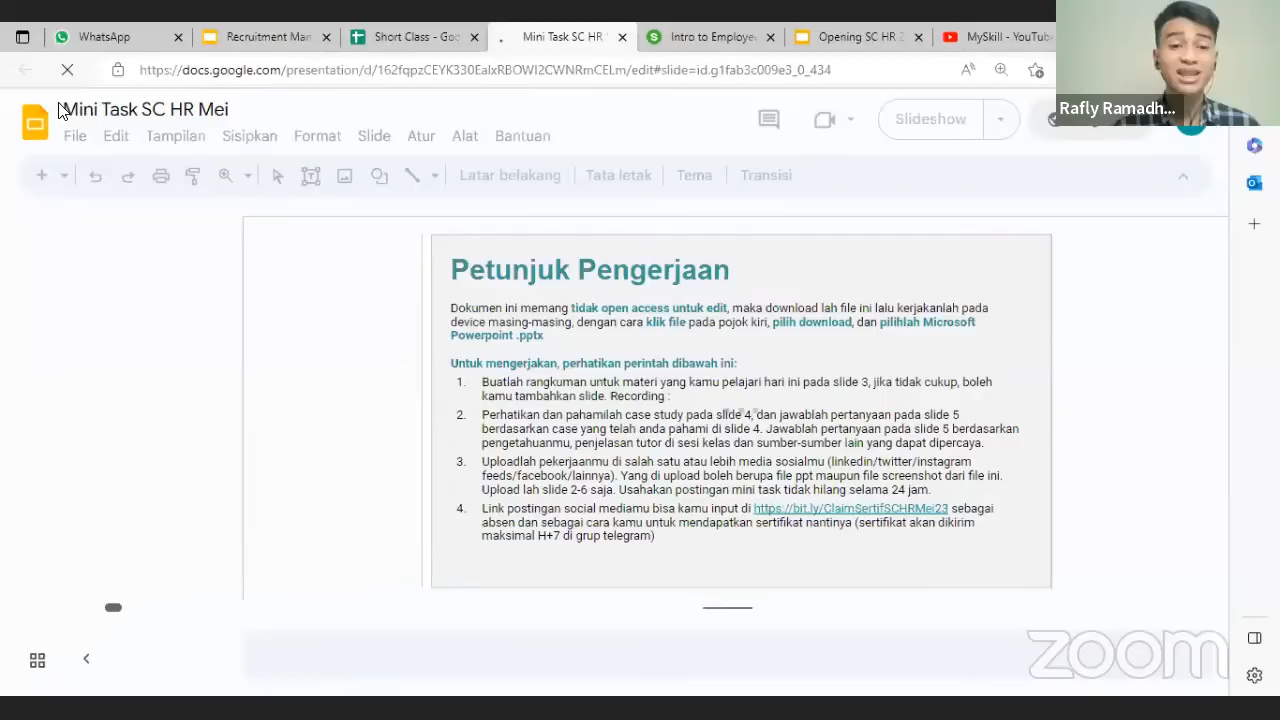 WhatsApp
Recruitment Man
Short Class - Goo
Mini Task SC HR
Intro to Employee
Opening SC HR 2
MySkill - YouTube
https://docs.google.com/presentation/d/162fqpzCEYK330EaIxRBOWI2CWNRmCELm/edit#slide=id.g1fab3c009e3_0_434
Rafly Ramadh...
Mini Task SC HR Mei
File Edit Tampilan Sisipkan Format Slide Atur Alat Bantuan
Slideshow
Latar belakang Tata letak Tema Transisi
Petunjuk Pengerjaan
Dokumen ini memang tidak open access untuk edit, maka download lah file ini lalu kerjakanlah pada
device masing-masing, dengan cara klik file pada pojok kiri, pilih download, dan pilihlah Microsoft
Powerpoint .pptx
Untuk mengerjakan, perhatikan perintah dibawah ini:
1. Buatlah rangkuman untuk materi yang kamu pelajari hari ini pada slide 3, jika tidak cukup, boleh
kamu tambahkan slide. Recording :
2. Perhatikan dan pahamilah case study pada slide 4, dan jawablah pertanyaan pada slide 5
berdasarkan case yang telah anda pahami di slide 4. Jawablah pertanyaan pada slide 5 berdasarkan
pengetahuanmu, penjelasan tutor di sesi kelas dan sumber-sumber lain yang dapat dipercaya.
3. Uploadlah pekerjaanmu di salah satu atau lebih media sosialmu (linkedin/twitter/instagram
feeds/facebook/lainnya). Yang di upload boleh berupa file ppt maupun file screenshot dari file ini.
Upload lah slide 2-6 saja. Usahakan postingan mini task tidak hilang selama 24 jam.
4. Link postingan social mediamu bisa kamu input di https://bit.ly/ClaimSertifSCHRMei23 sebagai
absen dan sebagai cara kamu untuk mendapatkan sertifikat nantinya (sertifikat akan dikirim
maksimal H+7 di grup telegram)
zoom